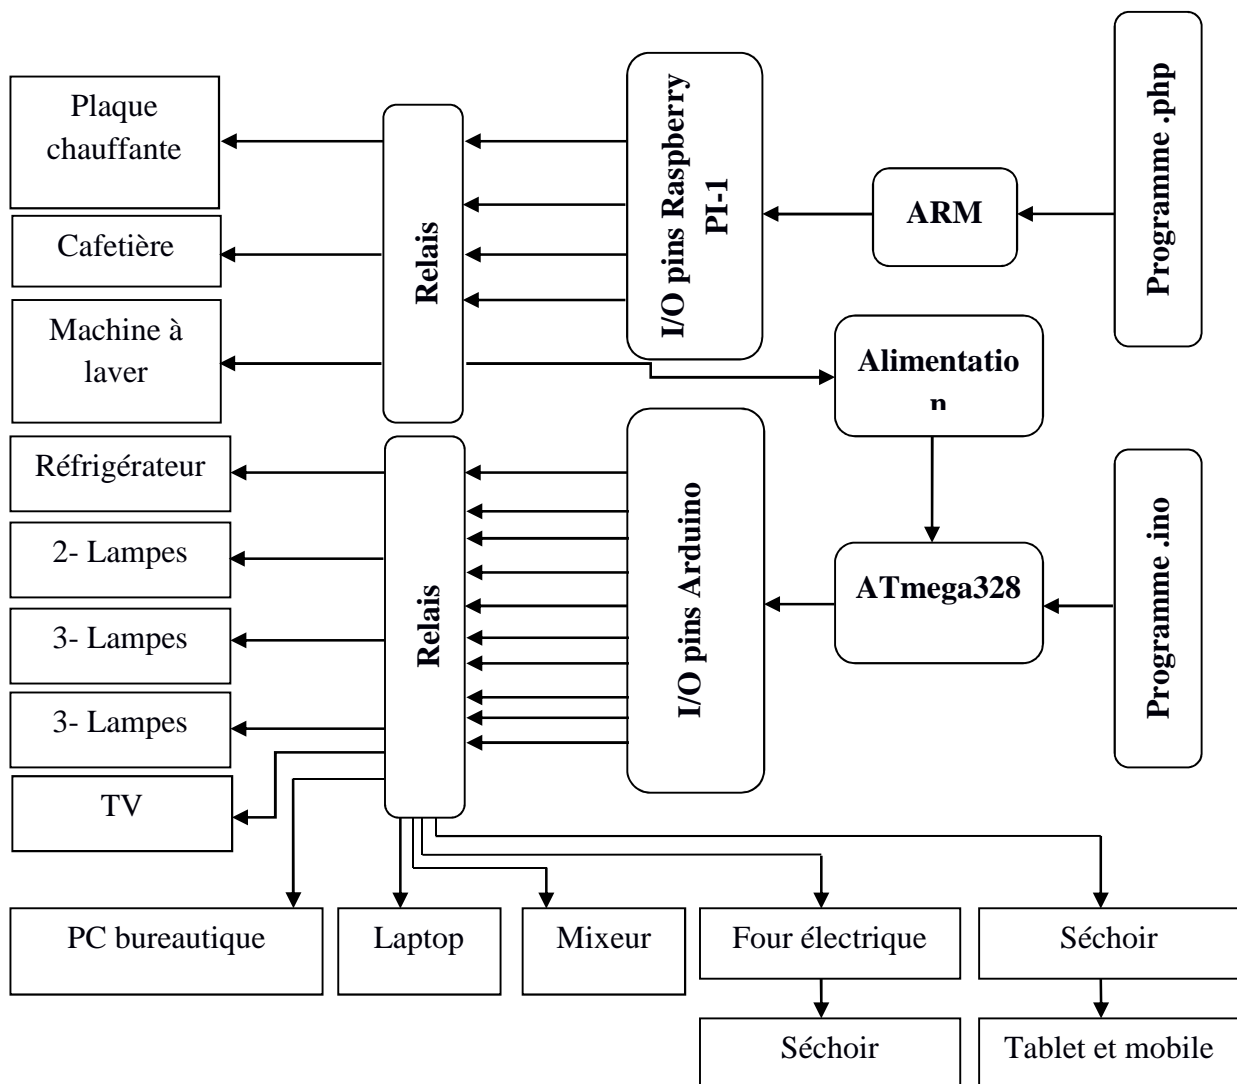 Plaque
chauffante
Cafetière
Machine à
laver
Réfrigérateur
2- Lampes
3- Lampes
3- Lampes
TV
Relais
Relais
I/O pins Raspberry
PI-1
I/O pins Arduino
ARM
Alimentatio
n
ATmega328
Programme .php
Programme .ino
PC bureautique
Laptop
Mixeur
Four électrique
Séchoir
Séchoir
Tablet et mobile